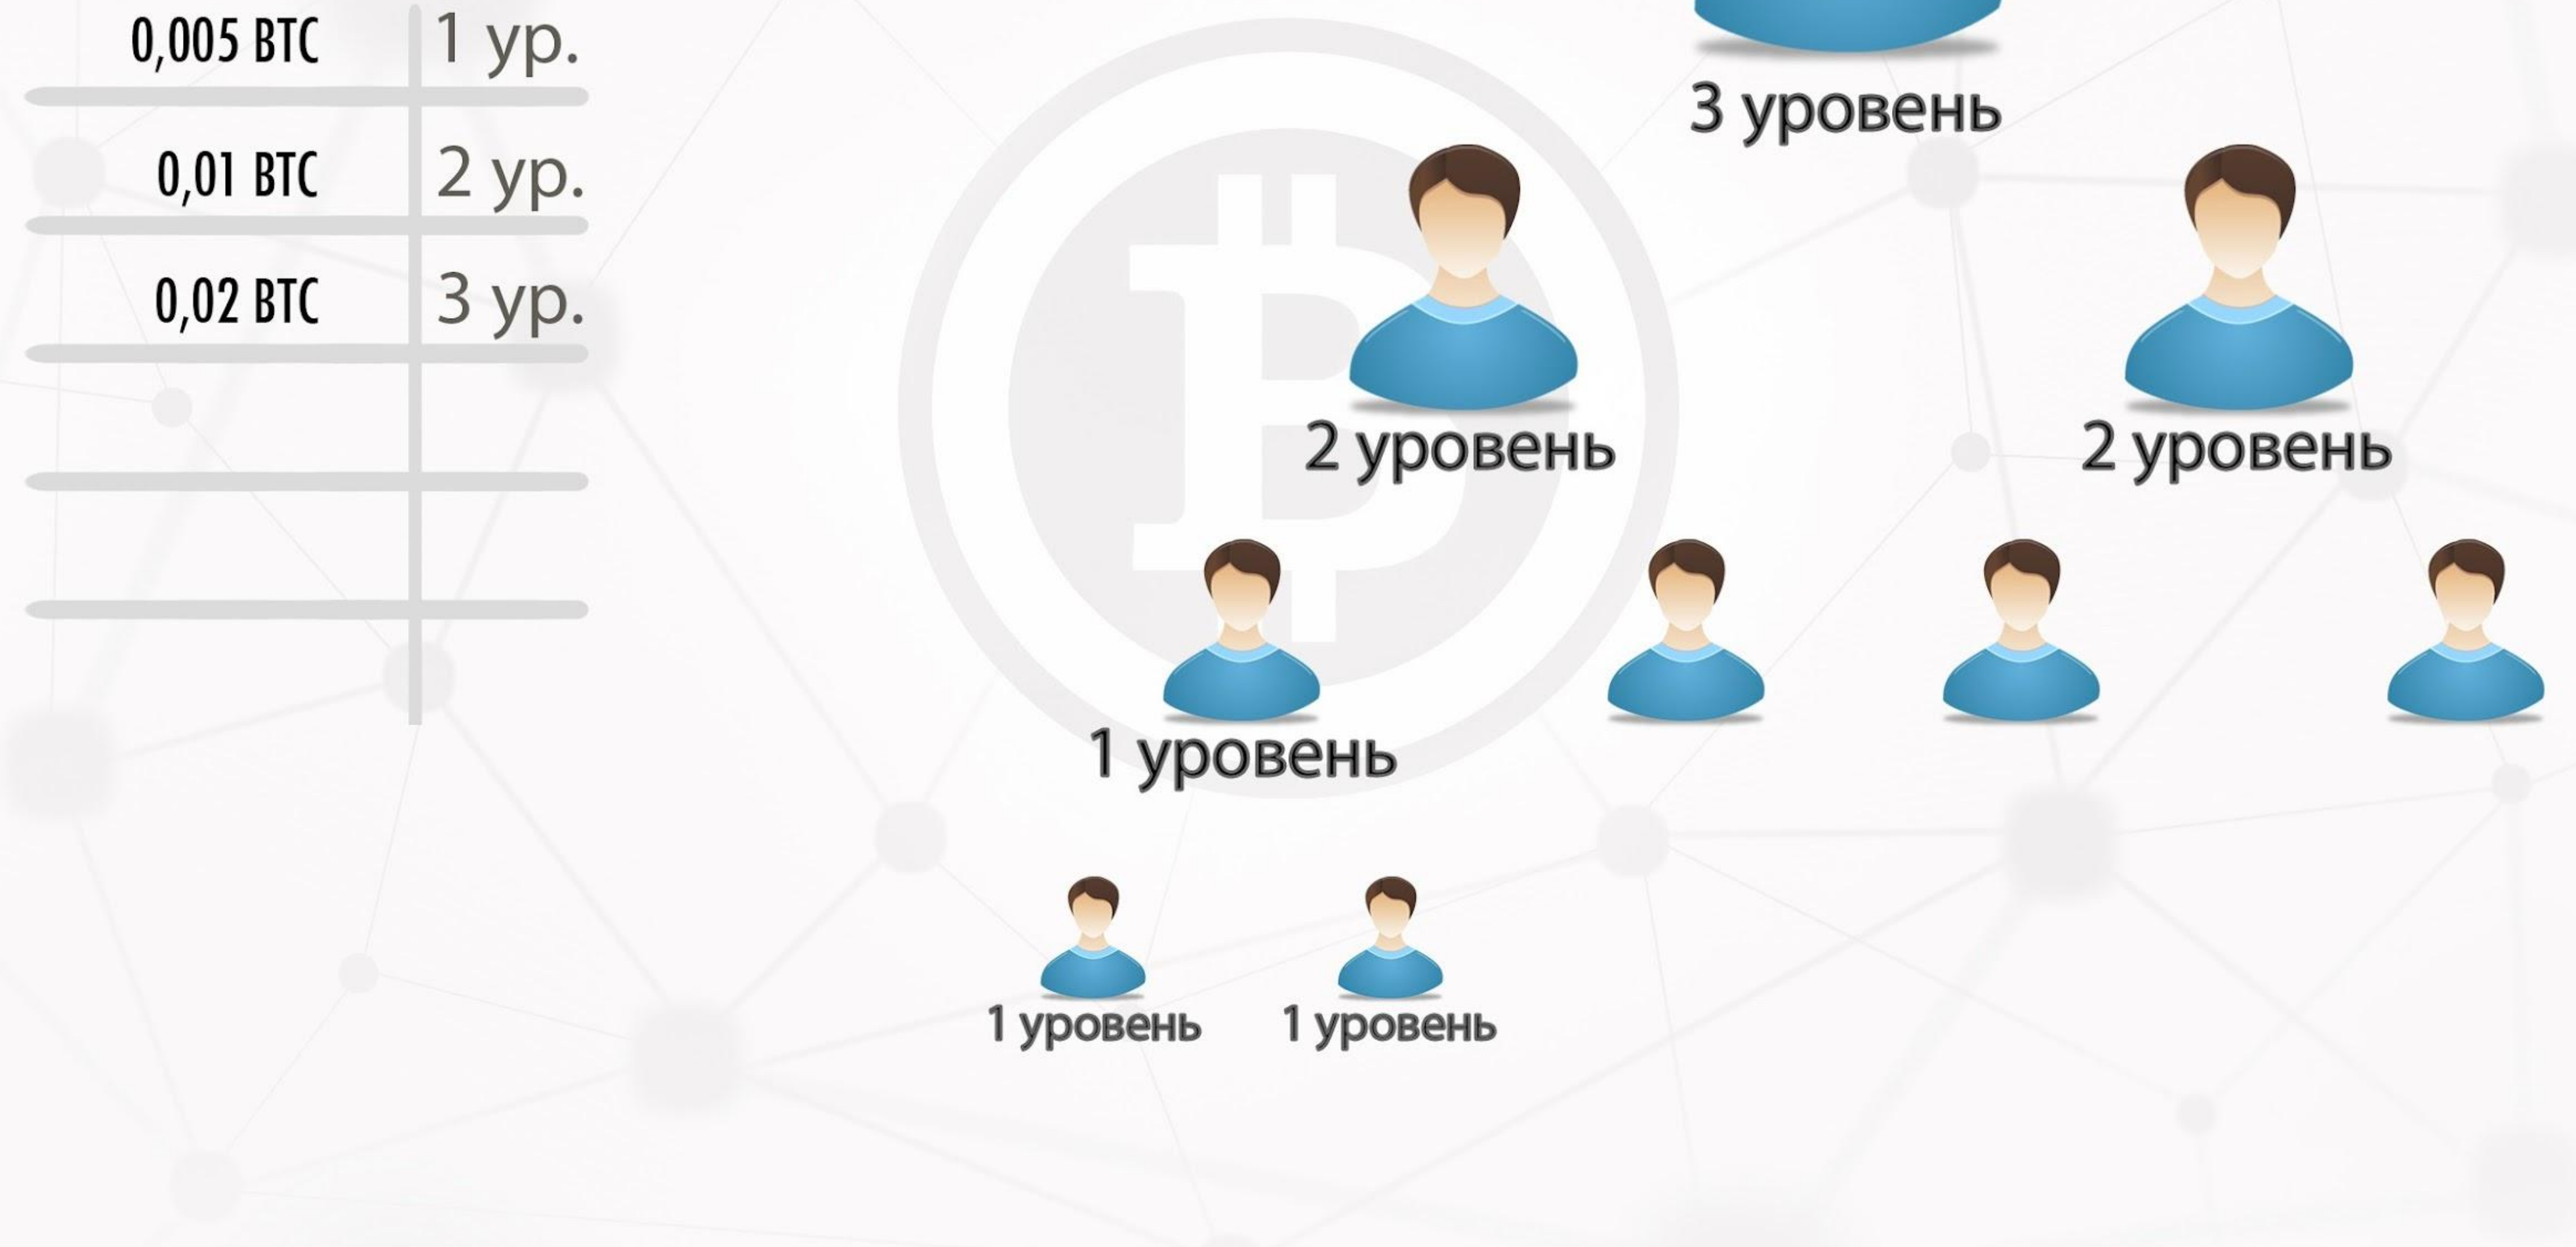 0,005 BTC 1 ур.
0,01 BTC 2 ур.
0,02 BTC 3 ур.
3 уровень
2 уровень 2 уровень
1 уровень
1 уровень 1 уровень